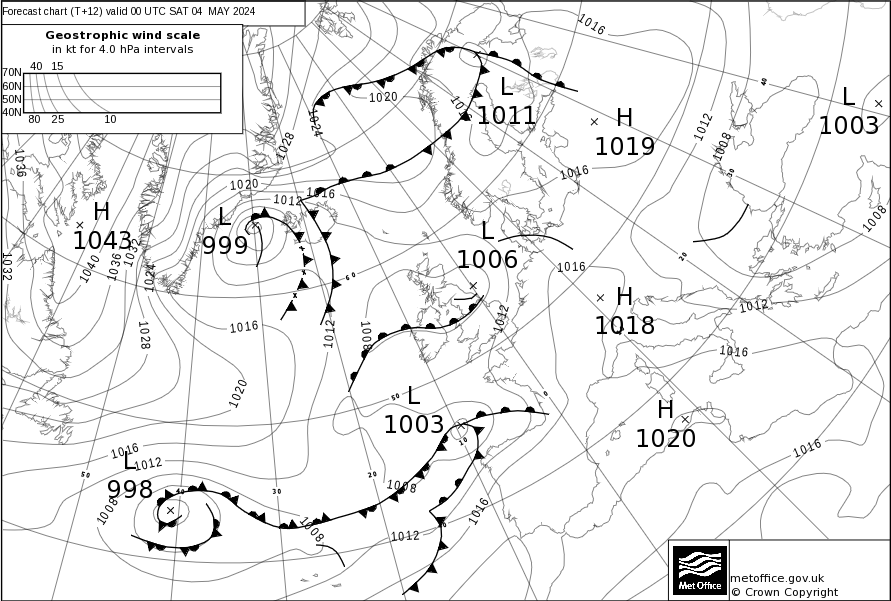 Forecast chart (T+12) valid 00 UTC SAT 04 MAY 2024
Geostrophic wind scale
in kt for 4.0 hPa intervals
40 15
70N
60N
50N
40N
80 25 10
1016
40
L
1003
L
1011
H
1019
1020
1024
1028
1012
1008
1036
1016
30
1020
1012
1016
1008
H
1043
L
999
L
1006
20
1040
1036
1032
1024
1032
60
1016
H
1018
1012
1012
1028
1016
1012
1008
1016
1020
50
L
1003
0
H
1020
10
1016
1016
1012
L
998
50
40
30
20
1008
1008
1016
1008
1012
metoffice.gov.uk
© Crown Copyright
Met Office